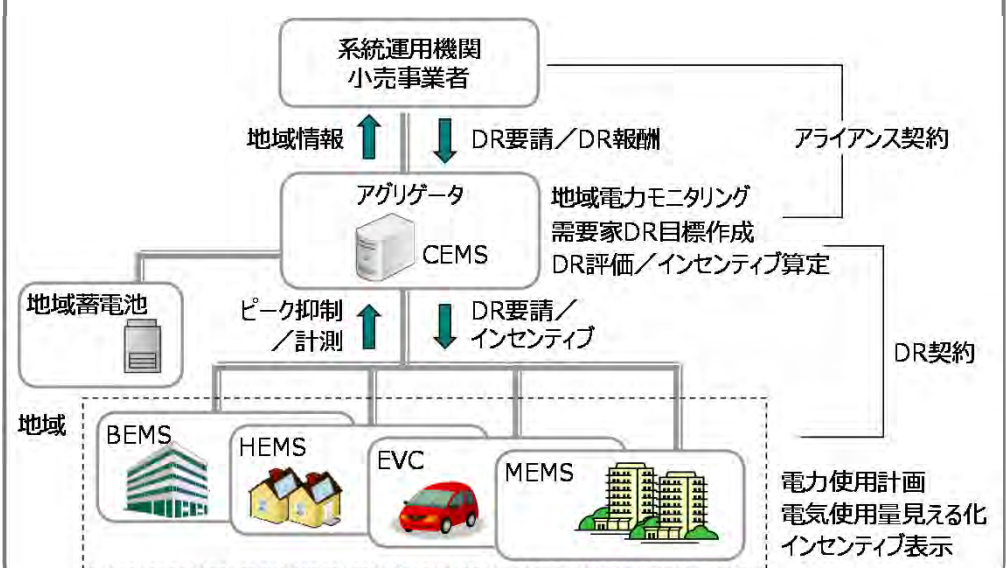 系統運用機関
小売事業者
地域情報
DR要請／DR報酬
アライアンス契約
アグリゲータ
CEMS
地域電力モニタリング
需要家DR目標作成
DR評価／インセンティブ算定
地域蓄電池
ピーク抑制
／計測
DR要請／
インセンティブ
DR契約
地域
BEMS
HEMS
EVC
MEMS
電力使用計画
電気使用量見える化
インセンティブ表示